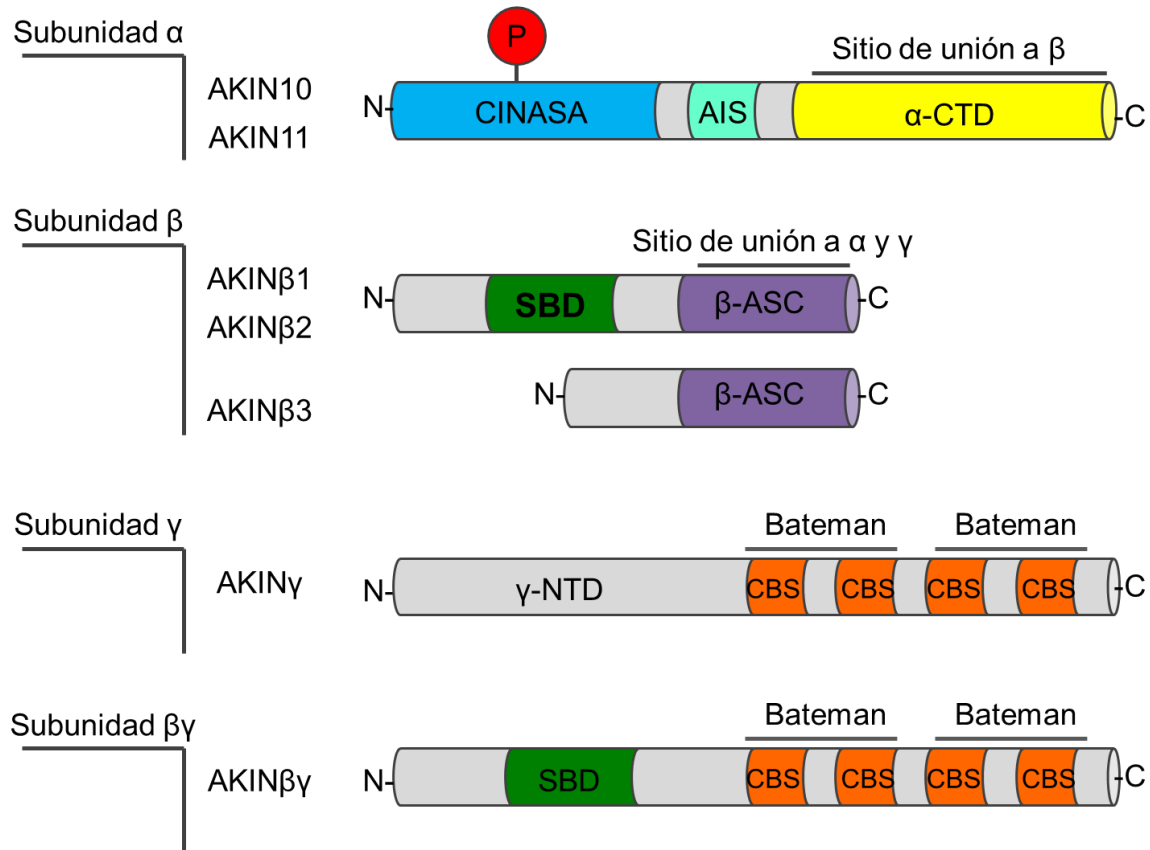 Subunidad α
P
Sitio de unión a β
AKIN10
AKIN11
N- CINASA AIS α-CTD -C
Subunidad β
Sitio de unión a α y γ
AKINβ1
AKINβ2
N- SBD β-ASC -C
AKINβ3
N- β-ASC -C
Subunidad γ
Bateman Bateman
AKINγ
N- γ-NTD CBS CBS CBS CBS -C
Subunidad βγ
Bateman Bateman
AKINβγ
N- SBD CBS CBS CBS CBS -C